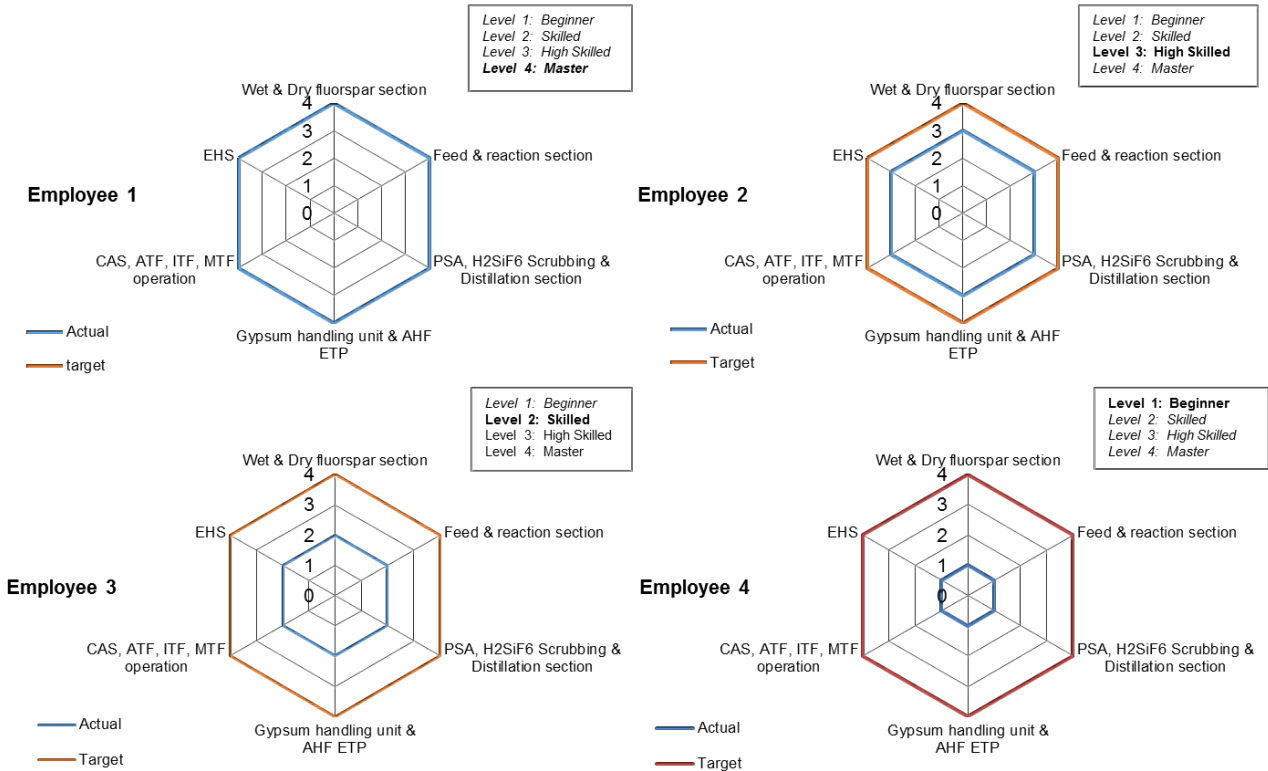 Level 1: Beginner
Level 2: Skilled
Level 3: High Skilled
Level 4: Master
Wet & Dry fluorspar section
4
3
2
1
0
EHS
Feed & reaction section
Employee 1
CAS, ATF, ITF, MTF
operation
PSA, H2SiF6 Scrubbing &
Distillation section
Gypsum handling unit & AHF
ETP
Actual
target
Level 1: Beginner
Level 2: Skilled
Level 3: High Skilled
Level 4: Master
Wet & Dry fluorspar section
4
3
2
1
0
EHS
Feed & reaction section
Employee 2
CAS, ATF, ITF, MTF
operation
PSA, H2SiF6 Scrubbing &
Distillation section
Gypsum handling unit & AHF
ETP
Actual
Target
Level 1: Beginner
Level 2: Skilled
Level 3: High Skilled
Level 4: Master
Wet & Dry fluorspar section
4
3
2
1
0
EHS
Feed & reaction section
Employee 3
CAS, ATF, ITF, MTF
operation
PSA, H2SiF6 Scrubbing &
Distillation section
Gypsum handling unit &
AHF ETP
Actual
Target
Level 1: Beginner
Level 2: Skilled
Level 3: High Skilled
Level 4: Master
Wet & Dry fluorspar section
4
3
2
1
0
EHS
Feed & reaction section
Employee 4
CAS, ATF, ITF, MTF
operation
PSA, H2SiF6 Scrubbing &
Distillation section
Gypsum handling unit &
AHF ETP
Actual
Target